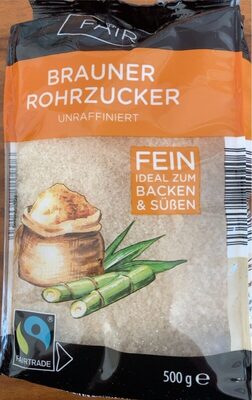 FAIR
BRAUNER
ROHRZUCKER
UNRAFFINIERT
FEIN
IDEAL ZUM
BACKEN
& SÜßEN
FAIRTRADE
500 g e